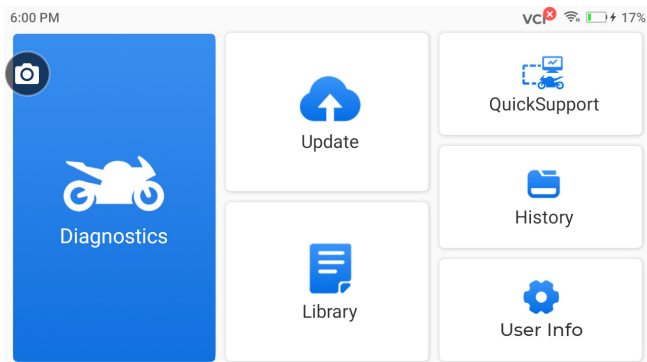 6:00 PM
VCI
17%
Diagnostics
Update
Library
QuickSupport
History
User Info